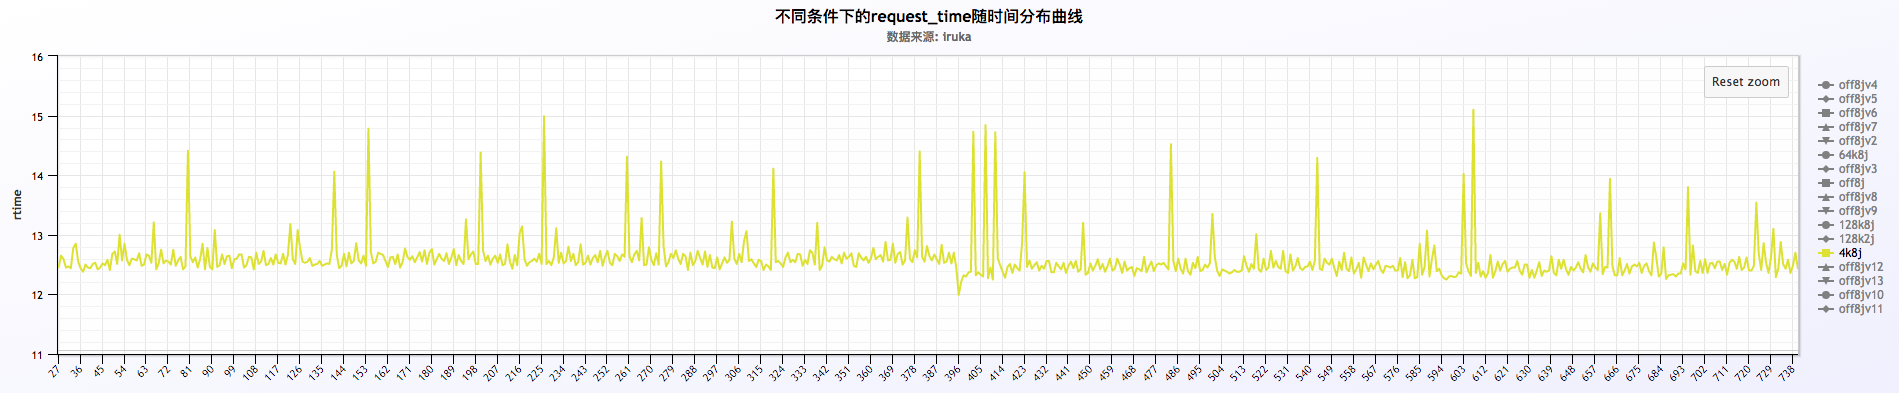 不同条件下的request_time随时间分布曲线
数据来源: iruka
Reset zoom
rtime
16
15
14
13
12
11
27 36 45 54 63 72 81 90 99 108 117 126 135 144 153 162 171 180 189 198 207 216 225 234 243 252 261 270 279 288 297 306 315 324 333 342 351 360 369 378 387 396 405 414 423 432 441 450 459 468 477 486 495 504 513 522 531 540 549 558 567 576 585 594 603 612 621 630 639 648 657 666 675 684 693 702 711 720 729 738
off8jv4
off8jv5
off8jv6
off8jv7
off8jv2
64k8j
off8jv3
off8j
off8jv8
off8jv9
128k8j
128k2j
4k8j
off8jv12
off8jv13
off8jv10
off8jv11